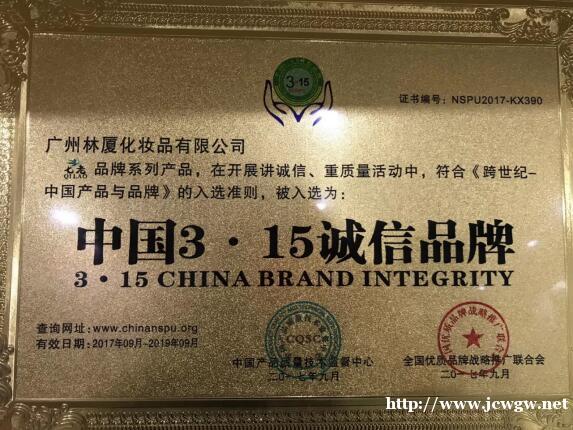 3·15
证书编号：NSPU2017-KX390
广州林厦化妆品有限公司
品牌系列产品，在开展讲诚信、重质量活动中，符合《跨世纪-
中国产品与品牌》的入选准则，被入选为：
中国3·15诚信品牌
3·15 CHINA BRAND INTEGRITY
查询网址：www.chinanspu.org
有效日期：2017年09月-2019年09月
CQSC
中国产品质量技术监督中心
二〇一七年九月
全国优质品牌战略推广联合会
二〇一七年九月
http://www.jcwgw.net